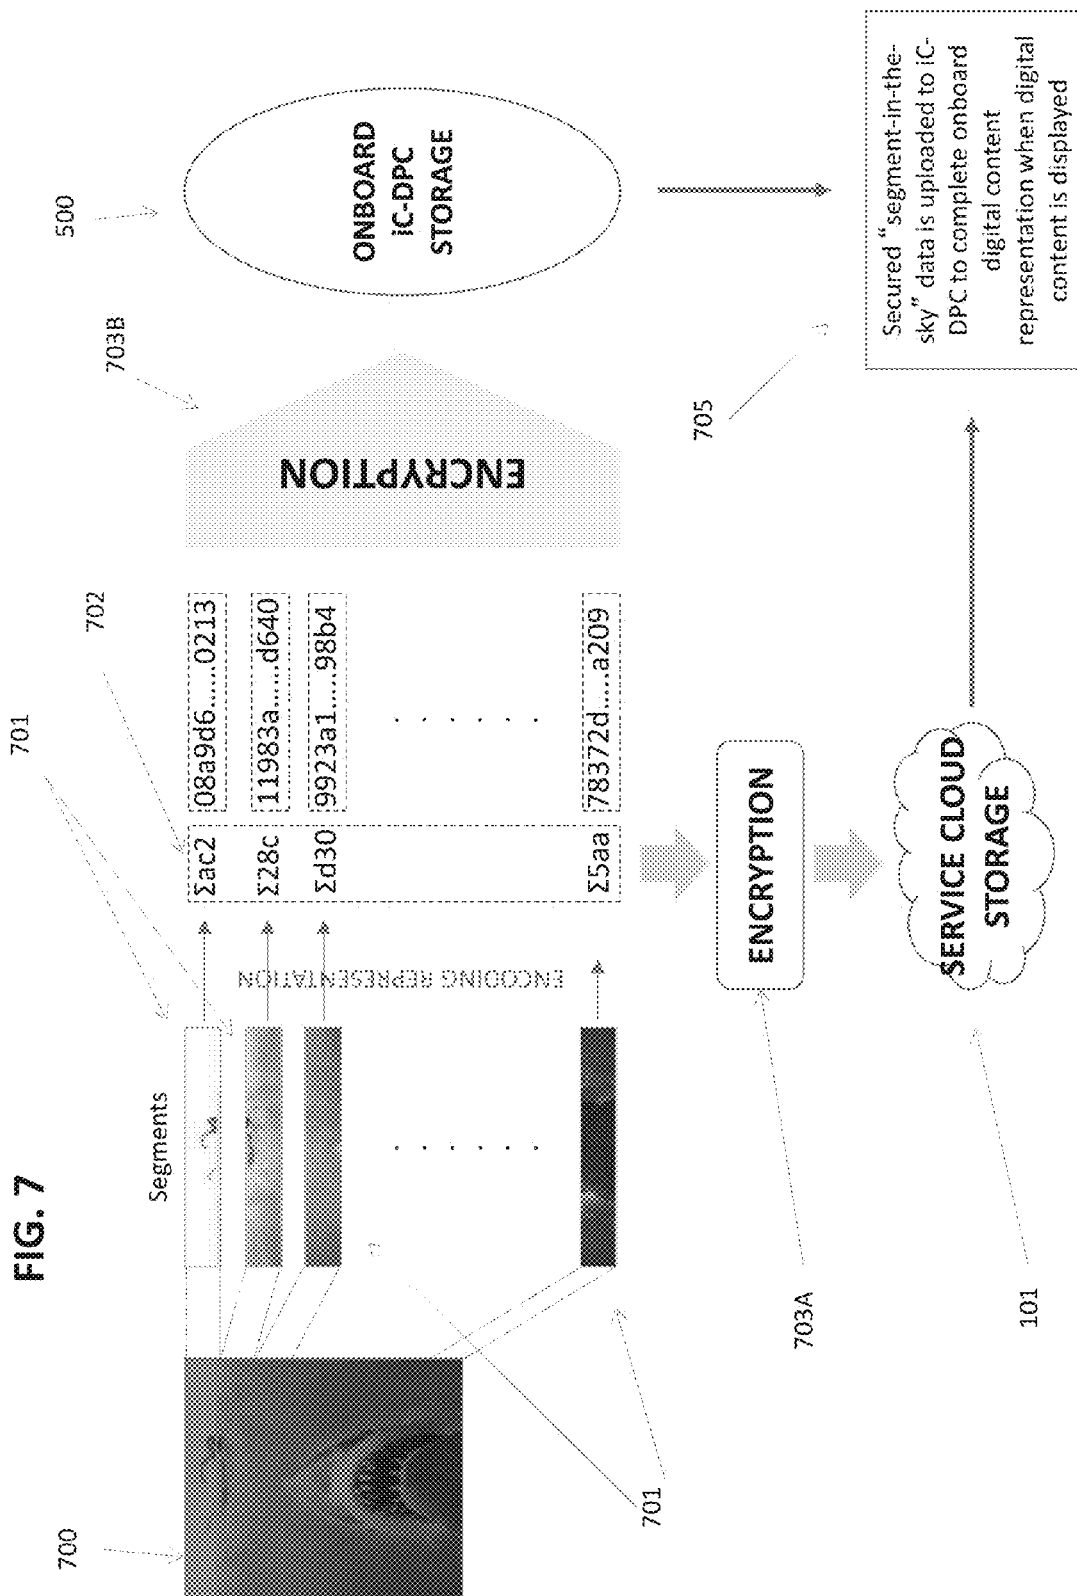 FIG. 7
700
Segments
701
701
ENCODING REPRESENTATION
702
Σac2 08a9d6.....0213
Σ28c 11983a......d640
Σd30 9923a1.....98b4
. . . . . .
. . . . . .
Σ5aa 78372d.....a209
703B
ENCRYPTION
500
ONBOARD
iC-DPC
STORAGE
703A
ENCRYPTION
101
SERVICE CLOUD
STORAGE
705
Secured “segment-in-the-
sky” data is uploaded to iC-
DPC to complete onboard
digital content
representation when digital
content is displayed